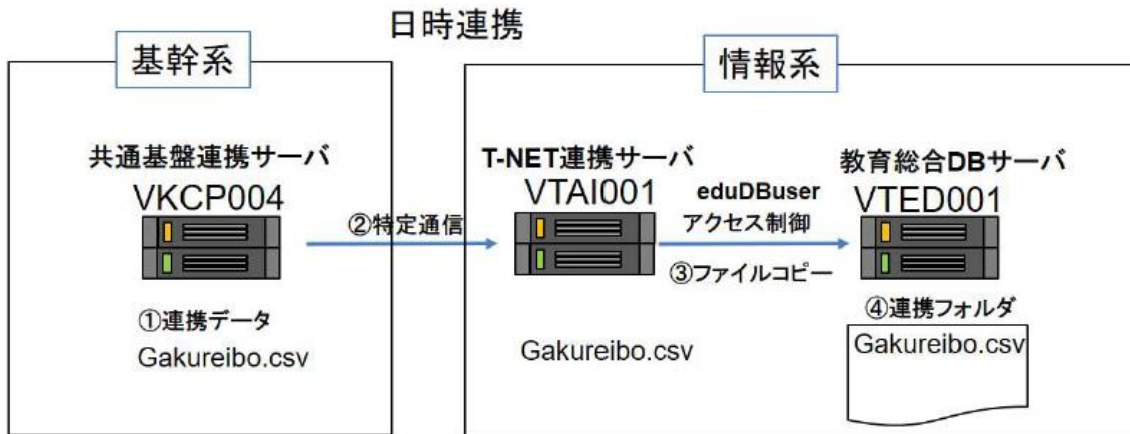 日時連携
基幹系
情報系
共通基盤連携サーバ
VKCP004
②特定通信
①連携データ
Gakureibo.csv
T-NET連携サーバ
VTAI001
Gakureibo.csv
eduDBuser
アクセス制御
③ファイルコピー
教育総合DBサーバ
VTED001
④連携フォルダ
Gakureibo.csv